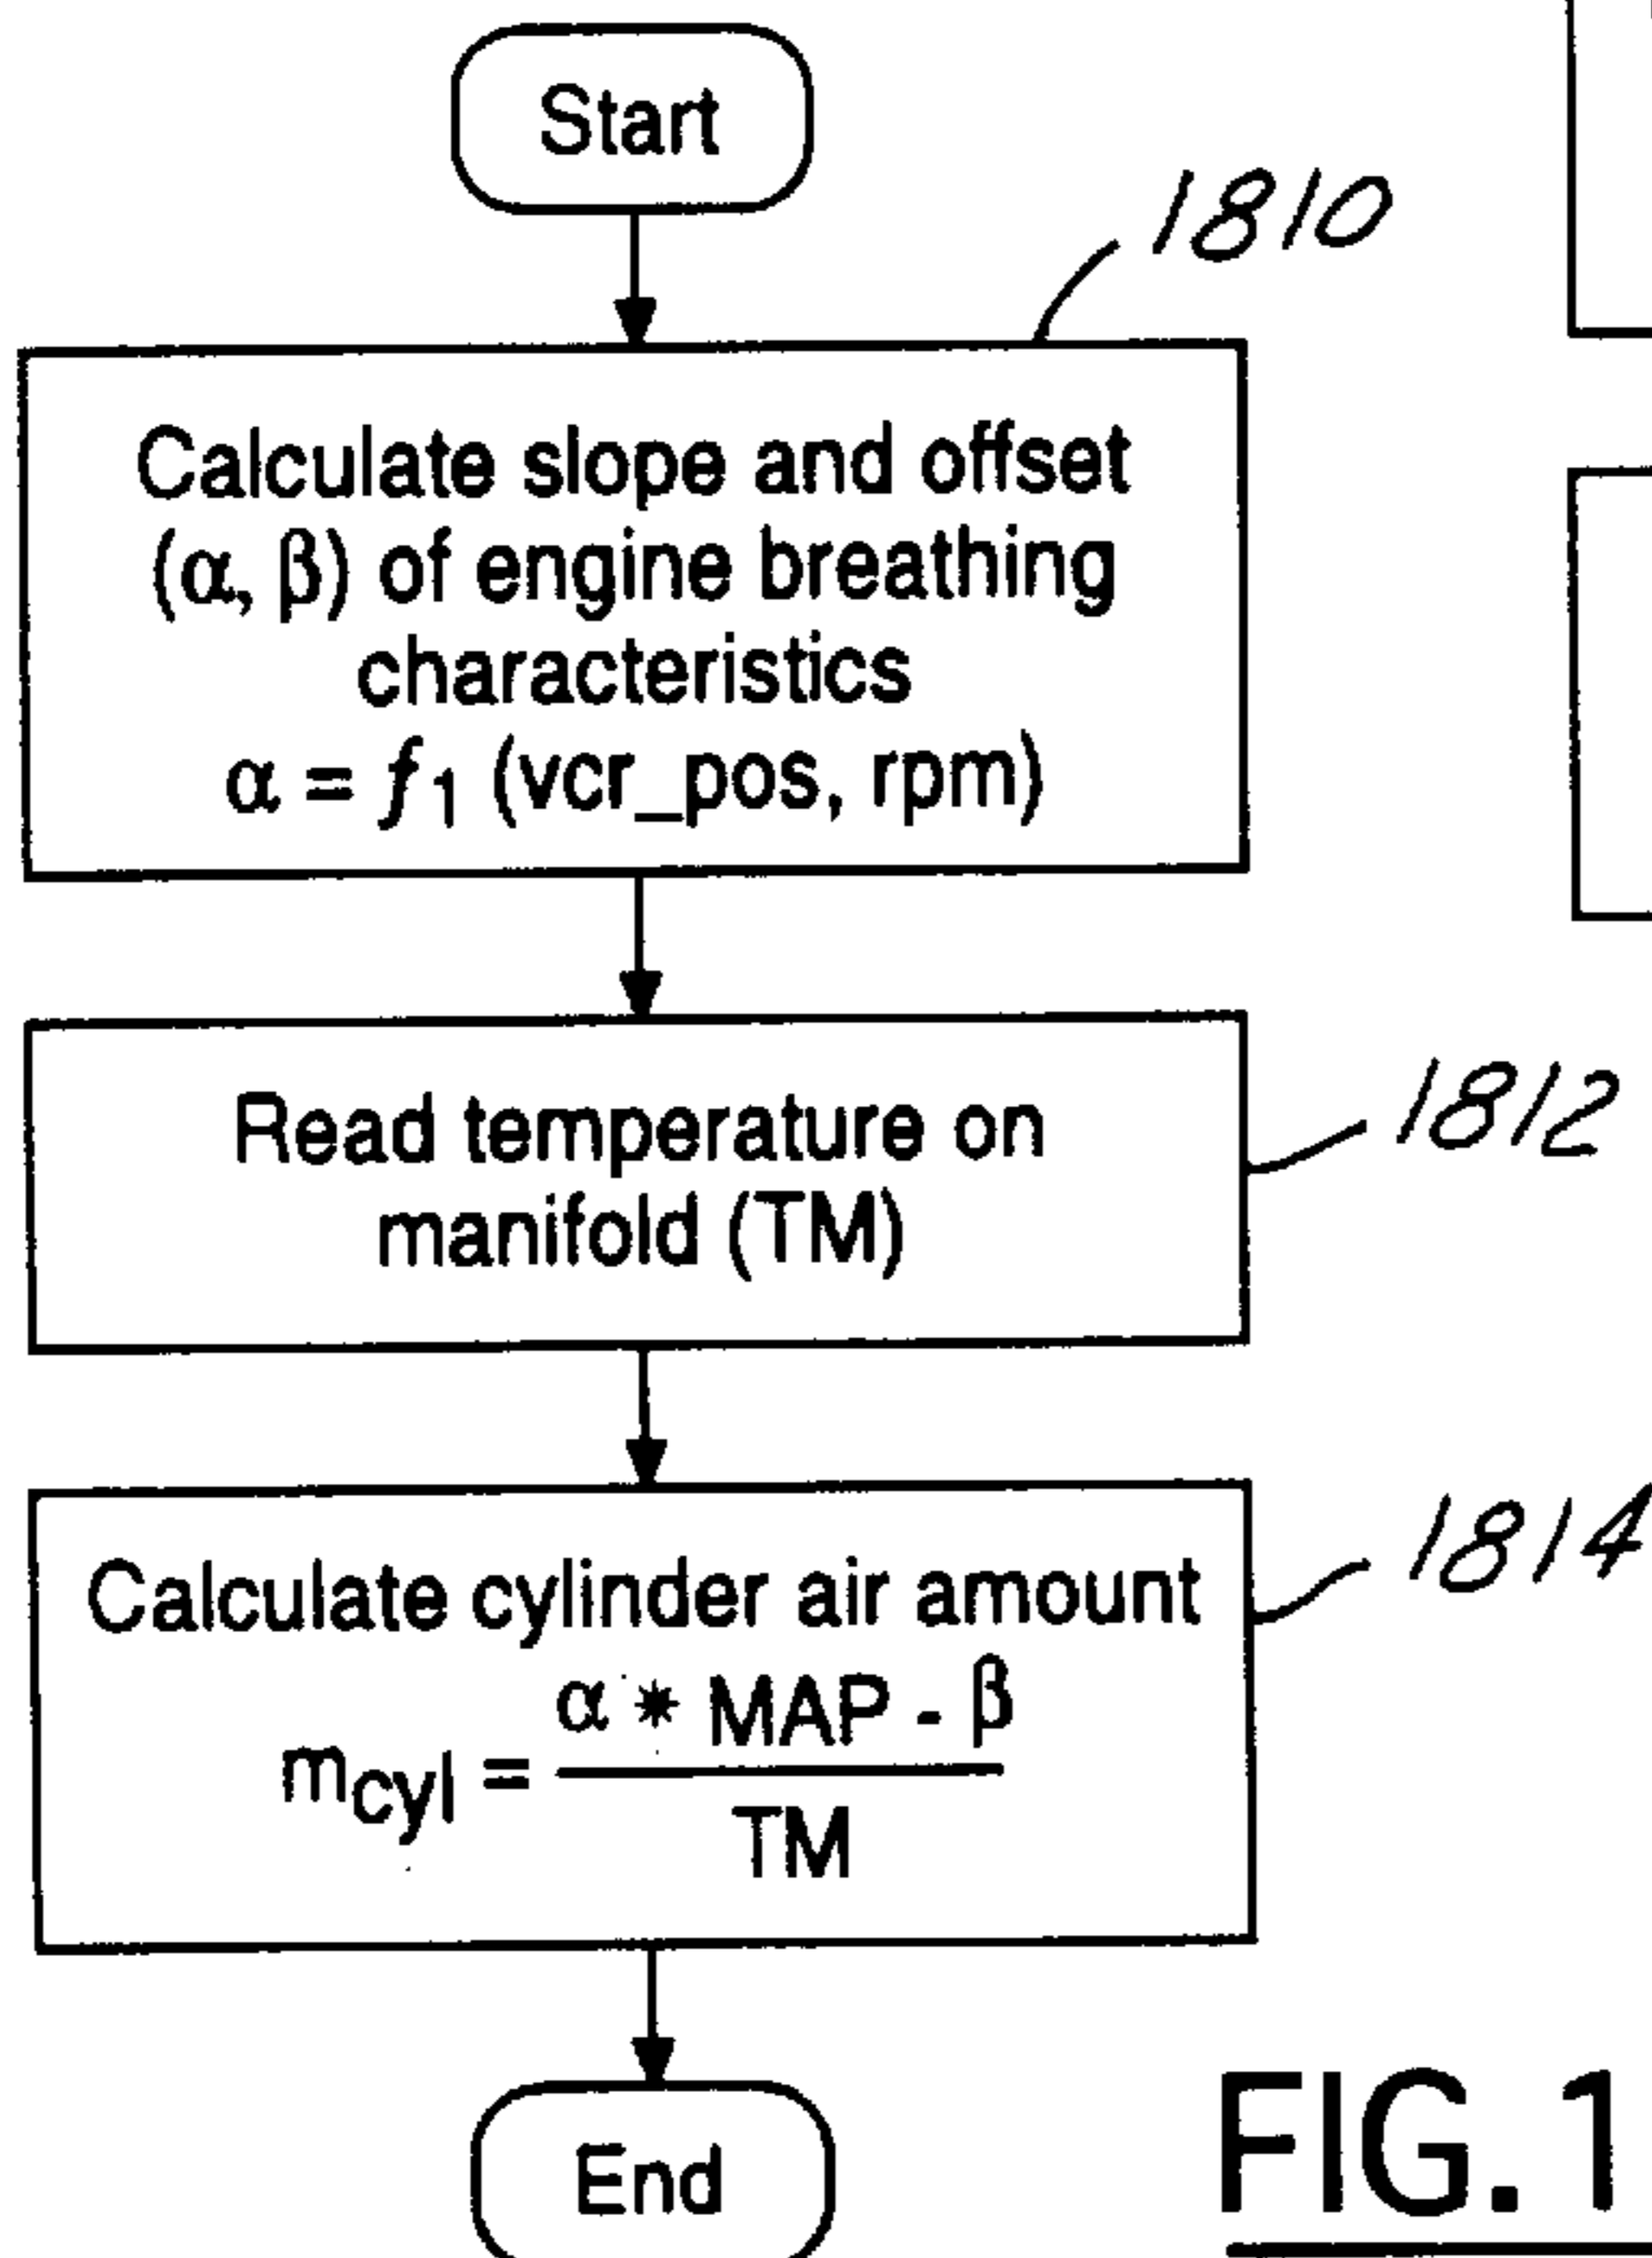 Start
1810
Calculate slope and offset
(α, β) of engine breathing
characteristics
α = f1 (vcr_pos, rpm)
Read temperature on
manifold (TM)
1812
Calculate cylinder air amount
1814
mcyl = α * MAP - β
TM
End
FIG.1